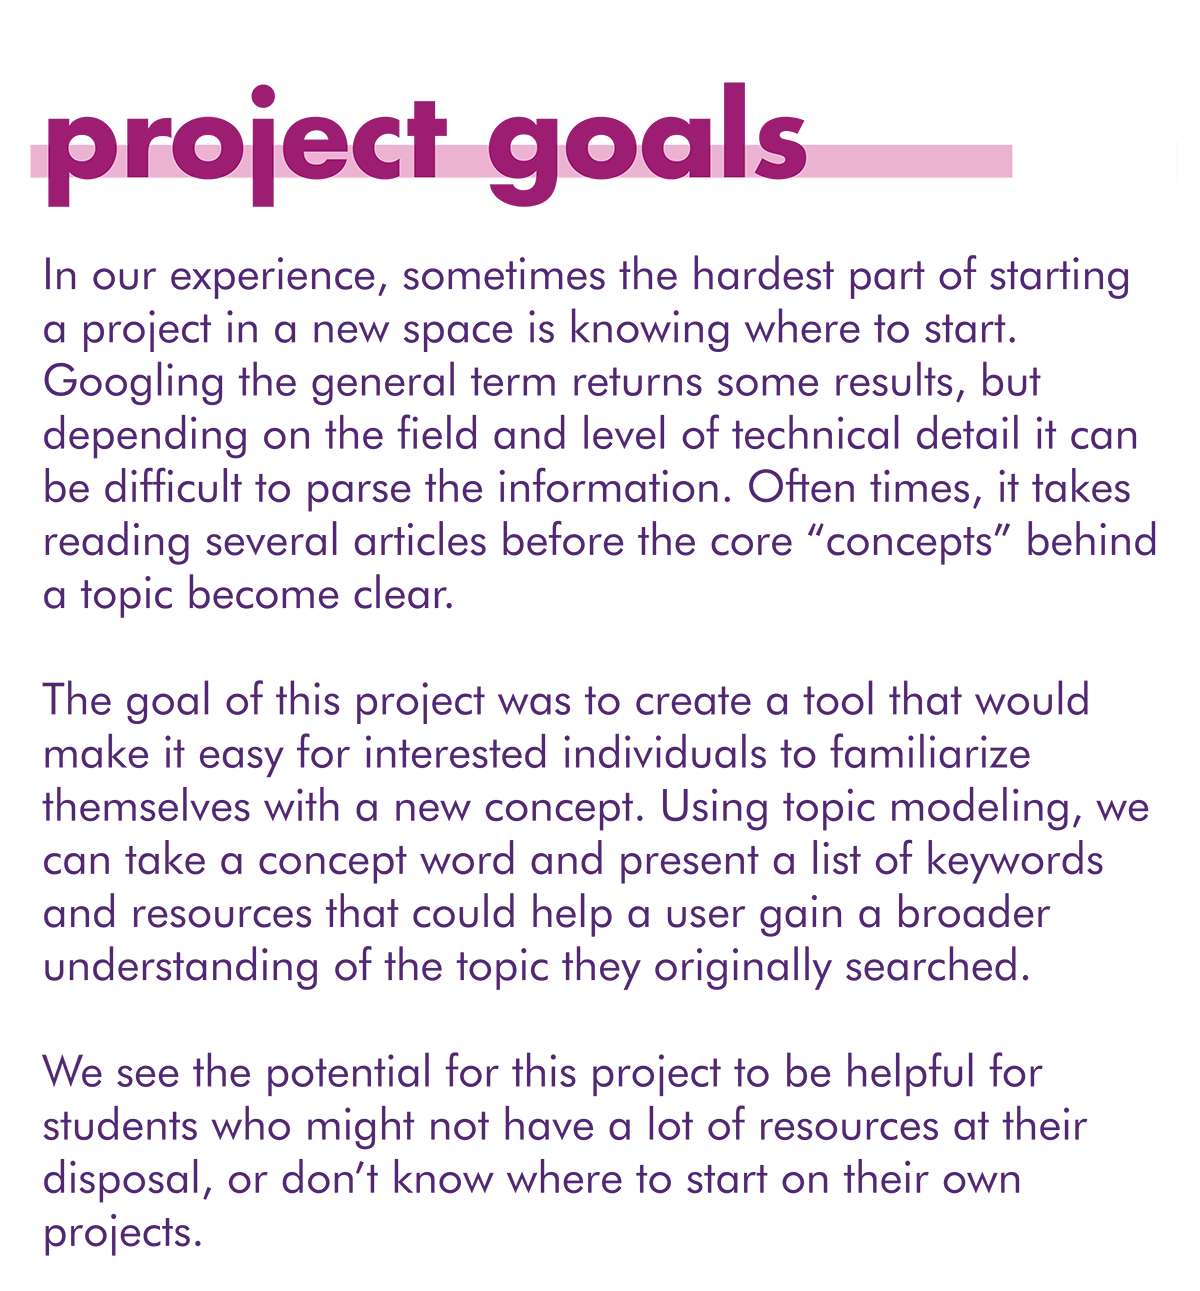 project goals
In our experience, sometimes the hardest part of starting
a project in a new space is knowing where to start.
Googling the general term returns some results, but
depending on the field and level of technical detail it can
be difficult to parse the information. Often times, it takes
reading several articles before the core “concepts” behind
a topic become clear.
The goal of this project was to create a tool that would
make it easy for interested individuals to familiarize
themselves with a new concept. Using topic modeling, we
can take a concept word and present a list of keywords
and resources that could help a user gain a broader
understanding of the topic they originally searched.
We see the potential for this project to be helpful for
students who might not have a lot of resources at their
disposal, or don’t know where to start on their own
projects.